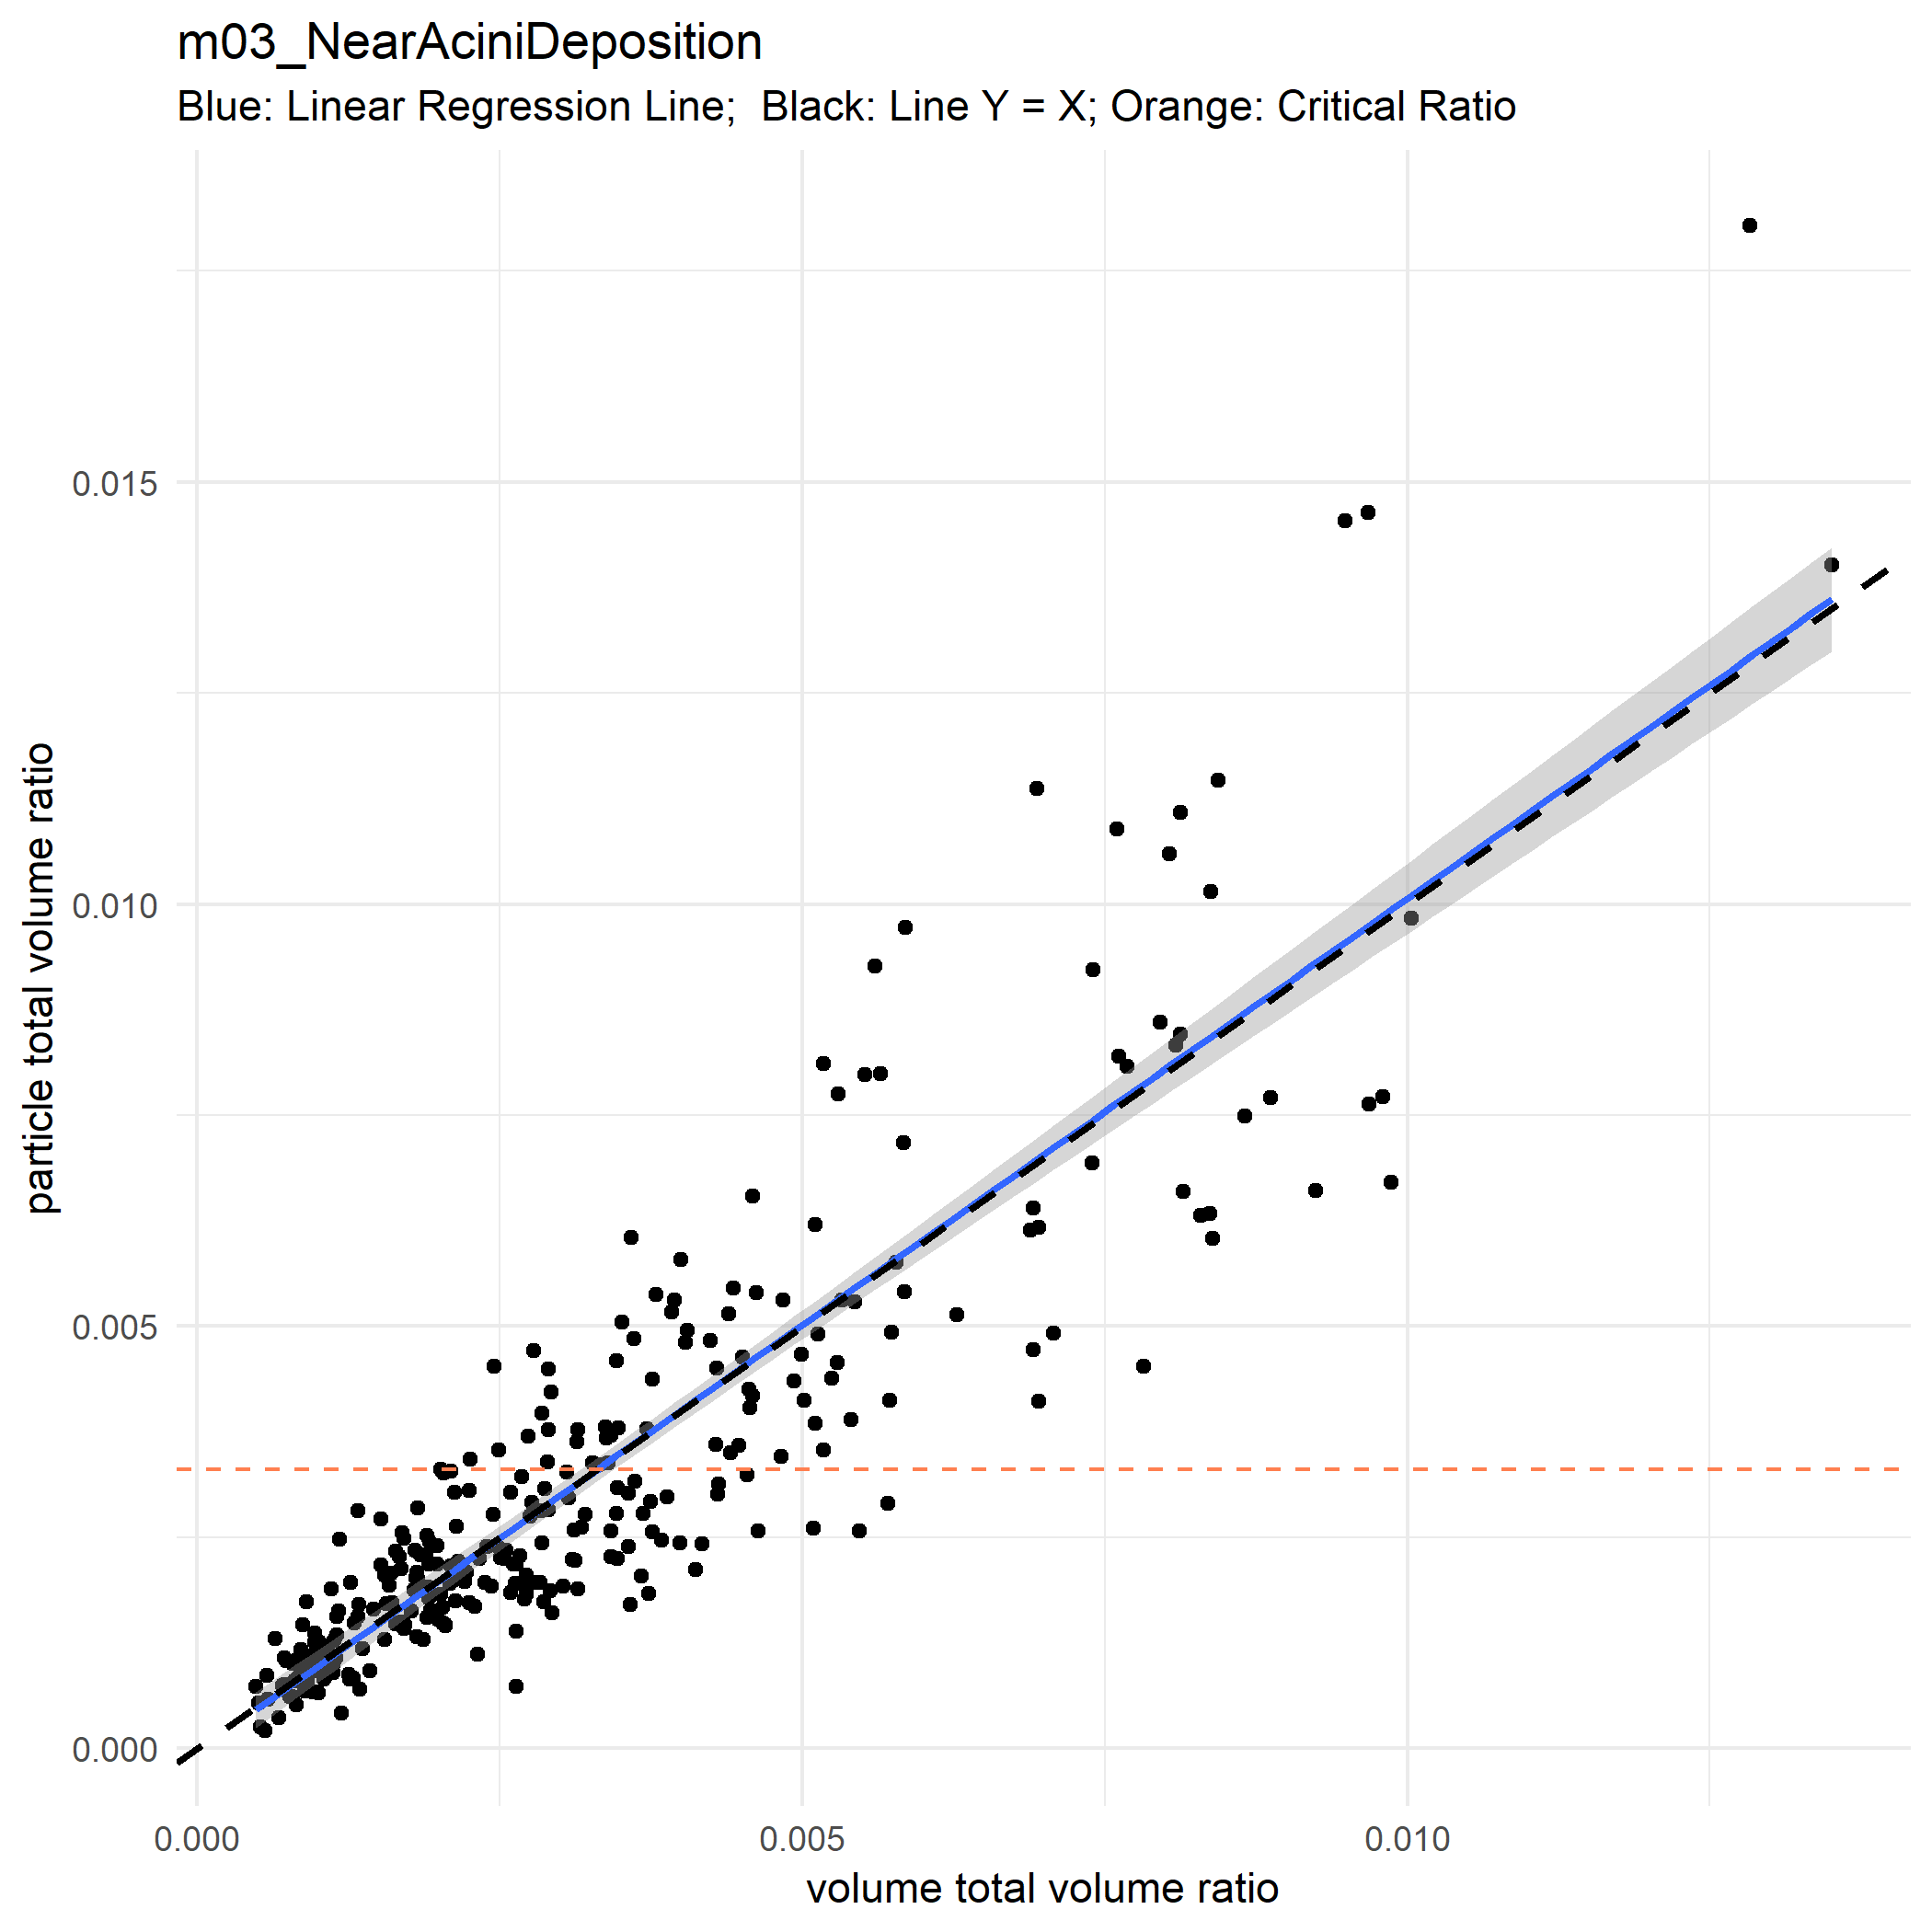 m03_NearAciniDeposition
Blue: Linear Regression Line;  Black: Line Y = X; Orange: Critical Ratio
particle total volume ratio
0.015
0.010
0.005
0.000
0.000
0.005
0.010
volume total volume ratio